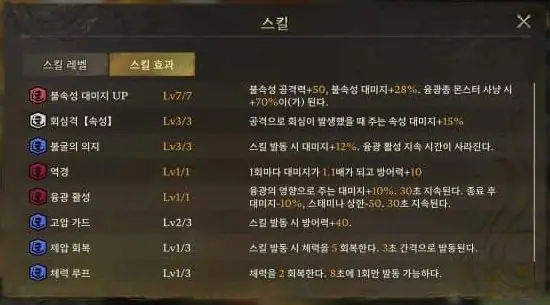 스킬
스킬 레벨
스킬 효과
불속성 대미지 UP Lv7/7 불속성 공격력+50, 불속성 대미지+28%. 융광종 몬스터 사냥 시
+70%이(가) 된다.
회심격【속성】 Lv3/3 공격으로 회심이 발생했을 때 주는 속성 대미지+15%
불굴의 의지 Lv3/3 스킬 발동 시 대미지+12%. 융광 활성 지속 시간이 사라진다.
역경 Lv1/1 1회마다 대미지가 1.1배가 되고 방어력+10
융광 활성 Lv1/1 융광의 영향으로 주는 대미지+10%. 30초 지속된다. 종료 후
대미지-10%, 스태미나 상한-50. 30초 지속된다.
고압 가드 Lv2/3 스킬 발동 시 방어력+40.
제압 회복 Lv1/3 스킬 발동 시 체력을 5 회복한다. 3초 간격으로 발동된다.
체력 루프 Lv1/3 체력을 2 회복한다. 8초에 1회만 발동 가능하다.